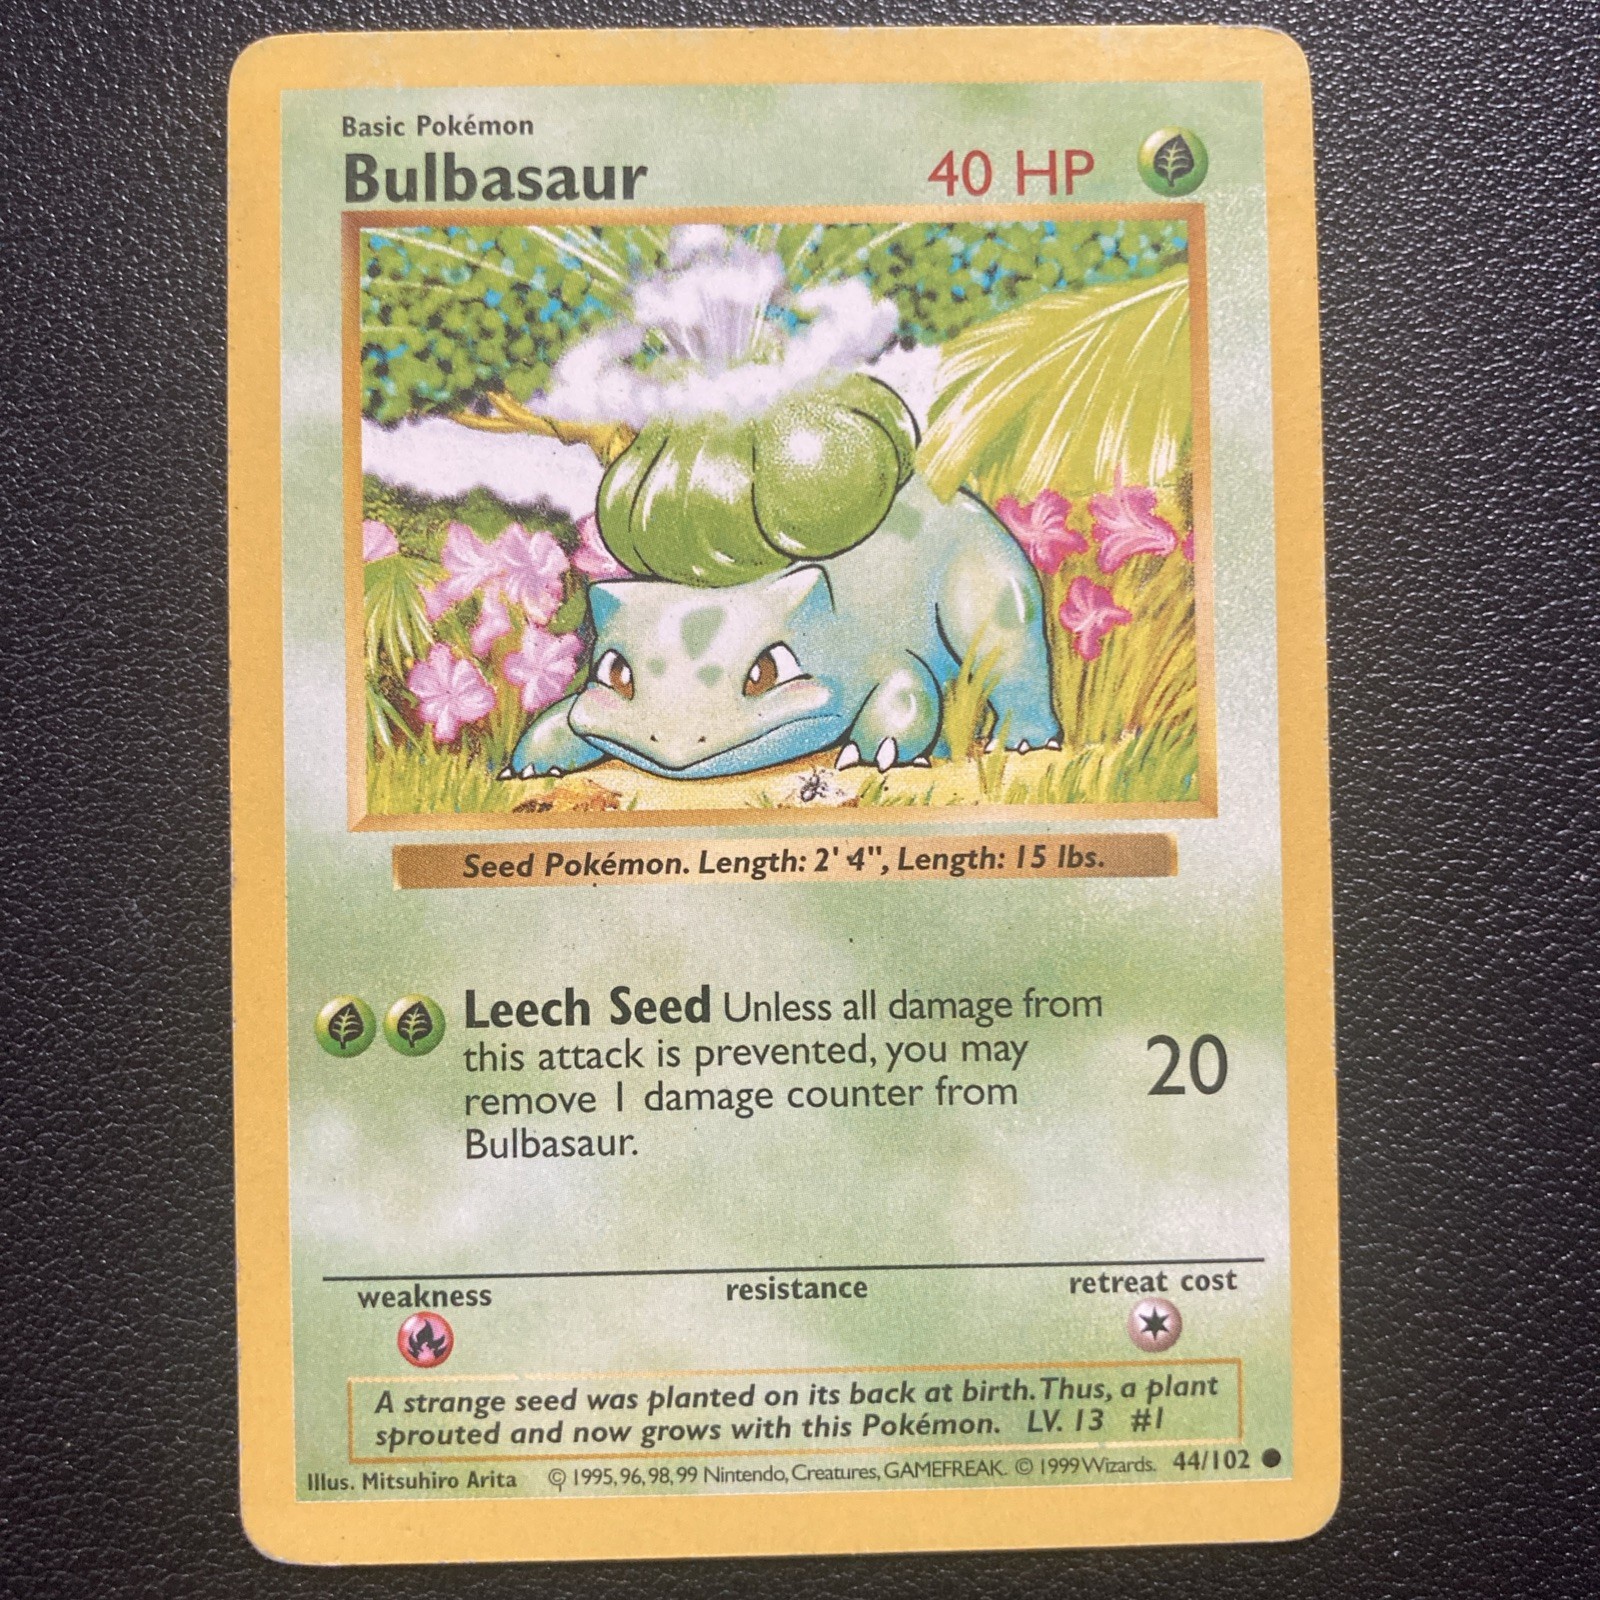 Basic Pokémon
Bulbasaur
40 HP
Seed Pokémon. Length: 2' 4", Length: 15 lbs.
Leech Seed Unless all damage from
this attack is prevented, you may
remove 1 damage counter from
Bulbasaur.
20
weakness
resistance
retreat cost
A strange seed was planted on its back at birth. Thus, a plant
sprouted and now grows with this Pokémon. LV. 13 #1
Illus. Mitsuhiro Arita © 1995, 96, 98, 99 Nintendo, Creatures, GAMEFREAK. © 1999 Wizards. 44/102